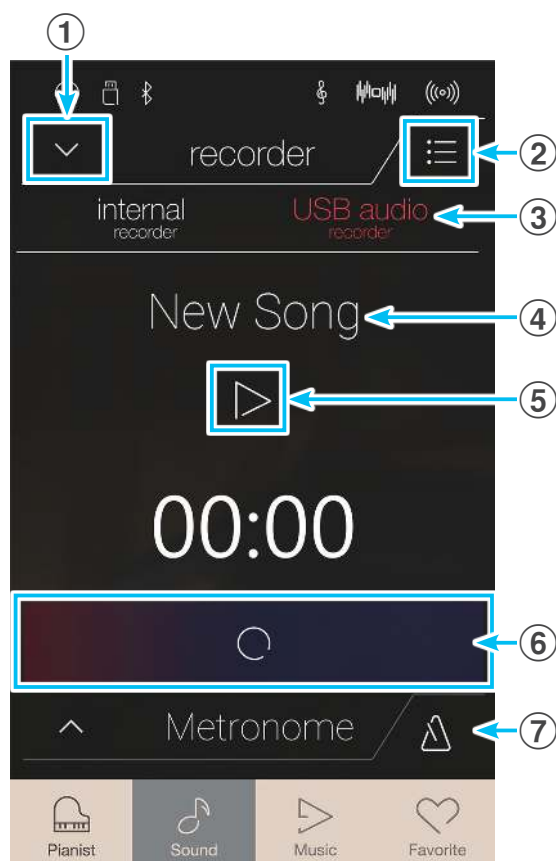 ①
recorder
②
internal
recorder
USB audio
recorder
③
New Song
④
⑤
00:00
⑥
Metronome
⑦
Pianist
Sound
Music
Favorite